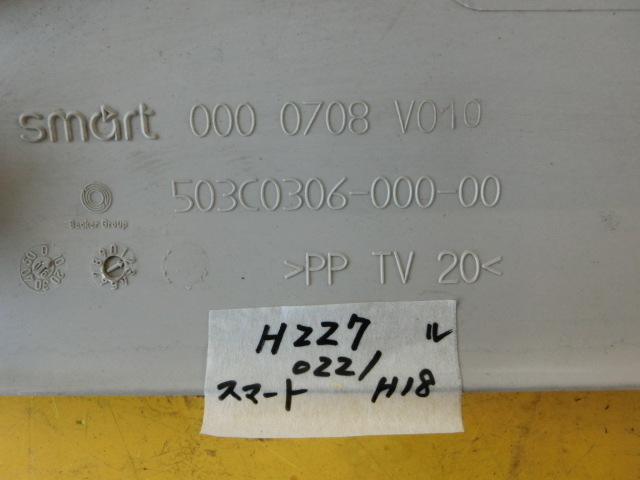 smart 000 0708 V010
503C0306-000-00
Becker Group
>PP TV 20<
H227 ル
0221
スマート H18